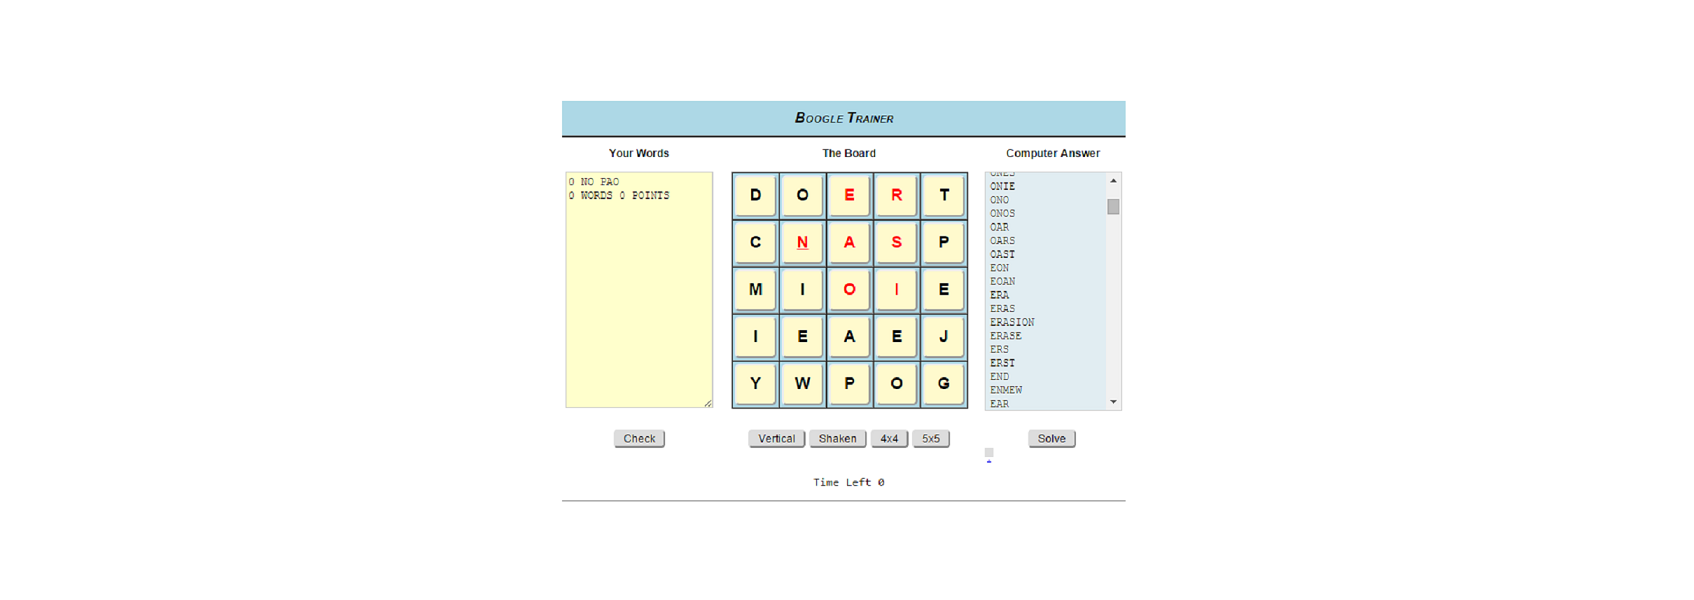 BOOGLE TRAINER
Your Words
The Board
Computer Answer
0 NO PAO
0 WORDS 0 POINTS
D O E R T
C N A S P
M I O I E
I E A E J
Y W P O G
ONES
ONIE
ONO
ONOS
OAR
OARS
OAST
EON
EOAN
ERA
ERAS
ERASION
ERASE
ERS
ERST
END
ENMEW
EAR
Check
Vertical
Shaken
4x4
5x5
Solve
Time Left 0